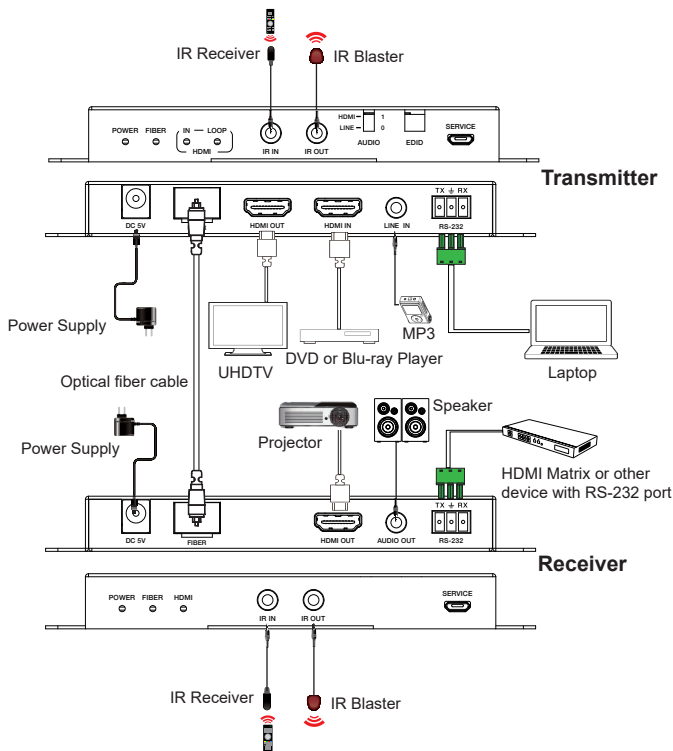 IR Receiver
IR Blaster
POWER FIBER IN LOOP
HDMI
IR IN IR OUT
HDMI 1
LINE 0
AUDIO EDID
SERVICE
Transmitter
DC 5V
HDMI OUT HDMI IN LINE IN
TX RX
RS-232
Power Supply
UHDTV
DVD or Blu-ray Player
MP3
Laptop
Optical fiber cable
Power Supply
Projector
Speaker
HDMI Matrix or other
device with RS-232 port
DC 5V FIBER HDMI OUT AUDIO OUT
TX RX
RS-232
Receiver
POWER FIBER HDMI
IR IN IR OUT
SERVICE
IR Receiver
IR Blaster